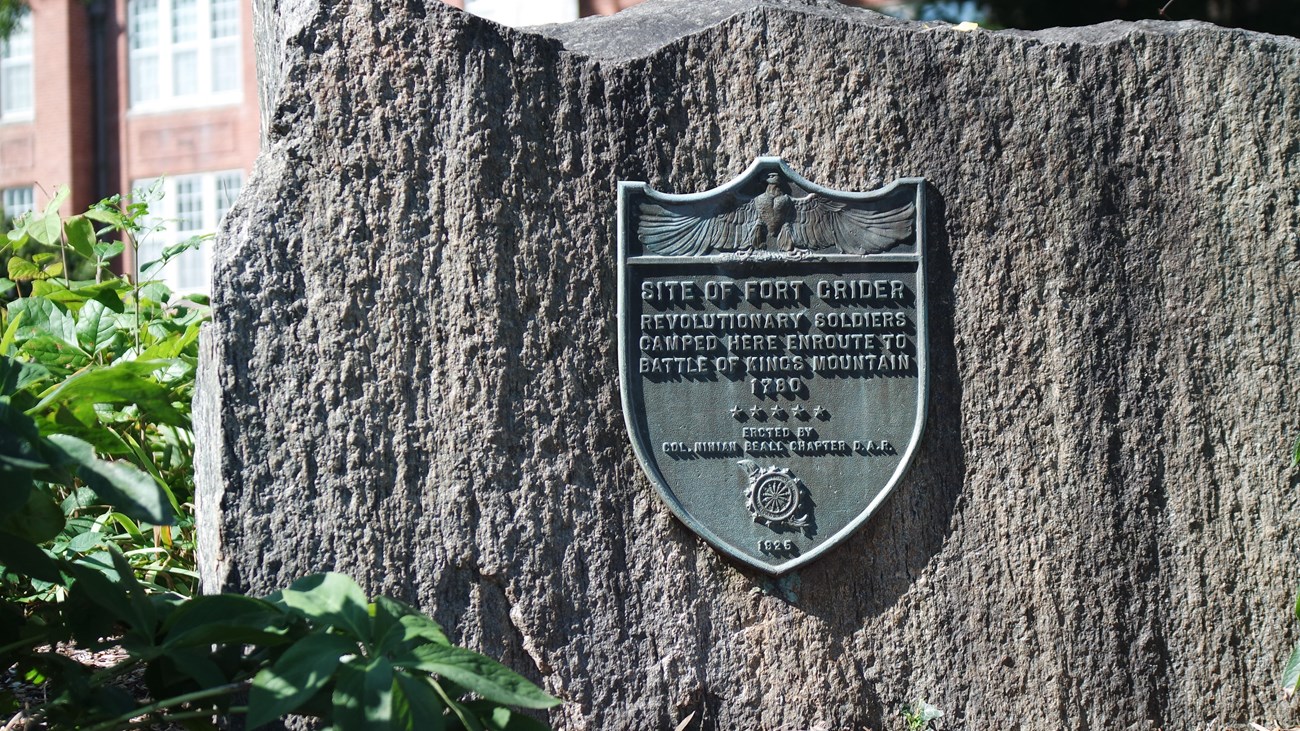 SITE OF FORT CRIDER
REVOLUTIONARY SOLDIERS
CAMPED HERE ENROUTE TO
BATTLE OF KINGS MOUNTAIN
1780
ERCTED BY
COL. NINIAN BEALL CHAPTER D.A.R.
1925